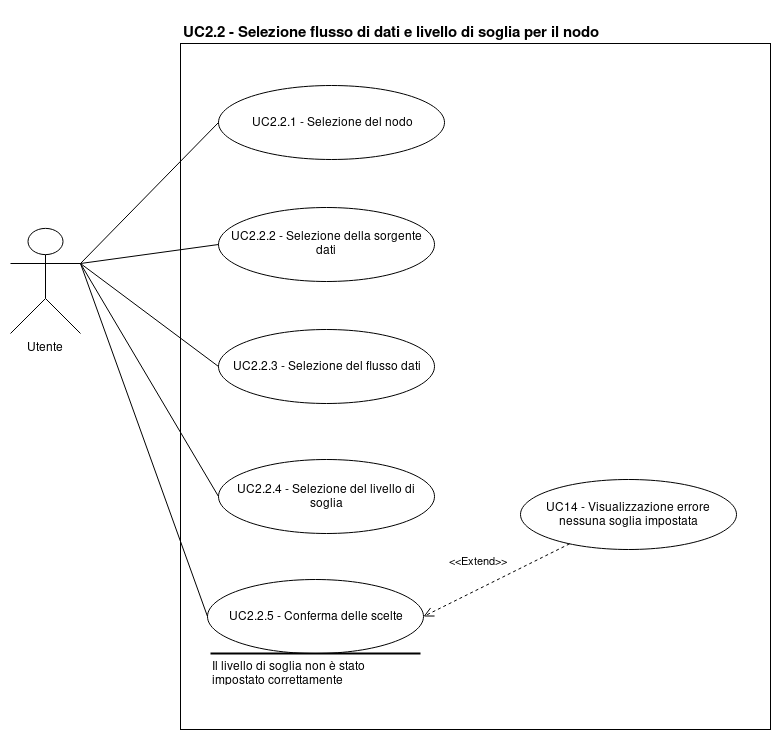 UC2.2 - Selezione flusso di dati e livello di soglia per il nodo
UC2.2.1 - Selezione del nodo
UC2.2.2 - Selezione della sorgente
dati
Utente
UC2.2.3 - Selezione del flusso dati
UC2.2.4 - Selezione del livello di
soglia
UC14 - Visualizzazione errore
nessuna soglia impostata
<<Extend>>
UC2.2.5 - Conferma delle scelte
Il livello di soglia non è stato
impostato correttamente